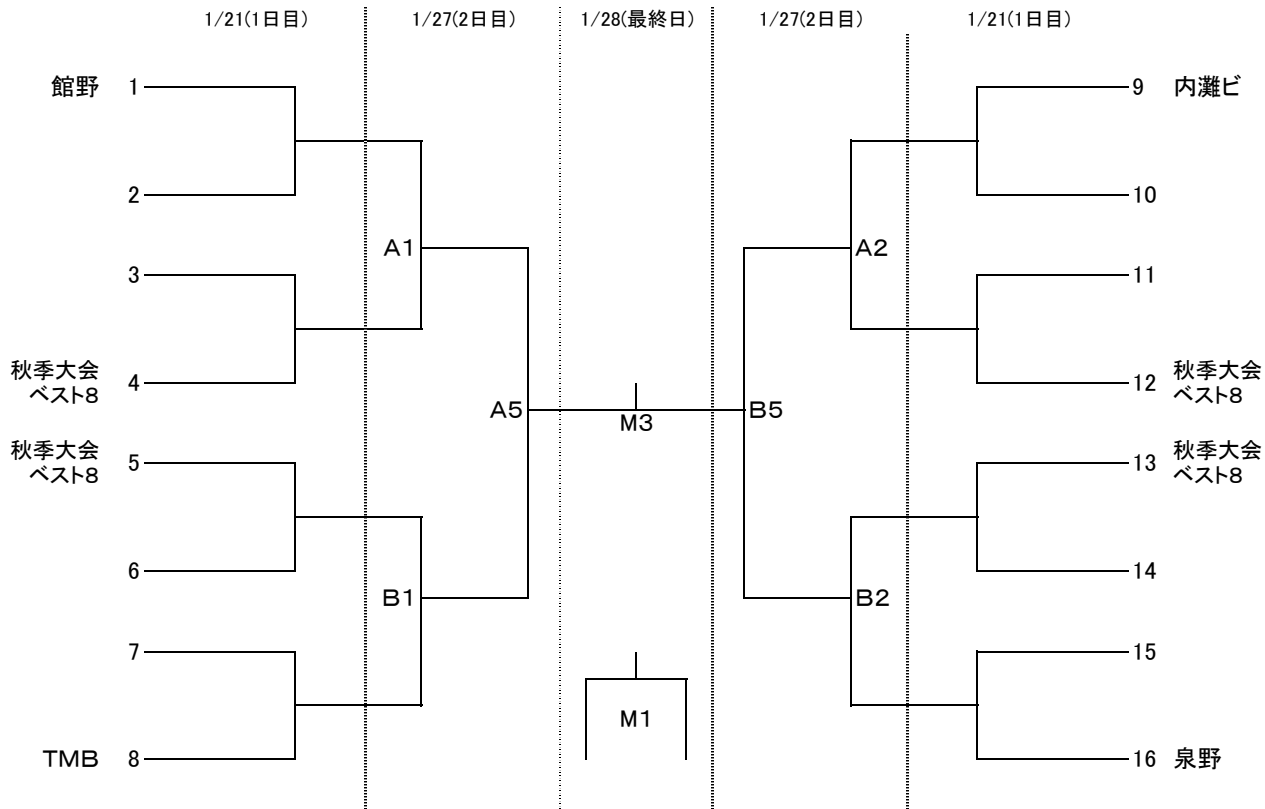 1/21(1日目) 1/27(2日目) 1/28(最終日) 1/27(2日目) 1/21(1日目)
館野 1 9 内灘ビ
2 10
A1 A2
3 11
秋季大会
ベスト8
4 12
秋季大会
ベスト8
A5 M3 B5
秋季大会
ベスト8
5 13
秋季大会
ベスト8
6 14
B1 B2
7 15
M1
TMB 8 16 泉野